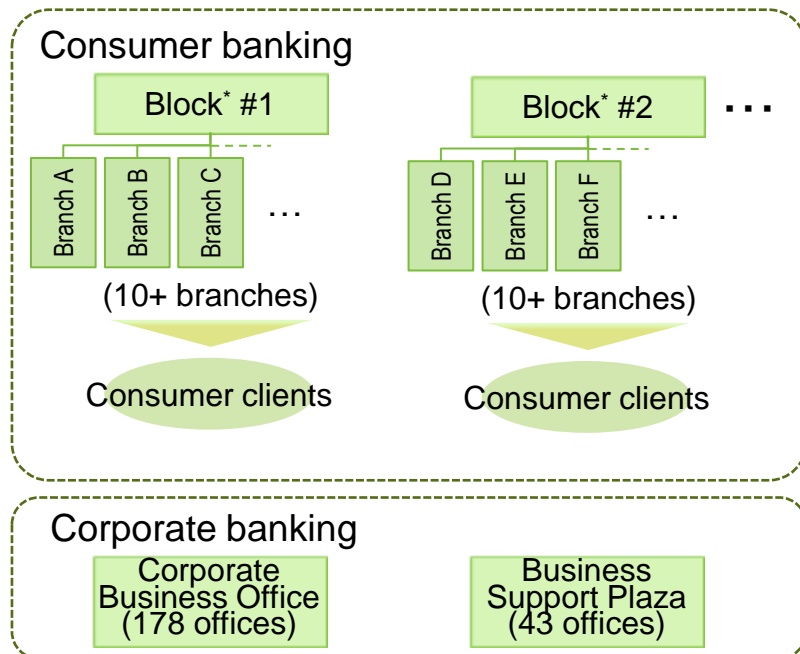 Consumer banking
Block* #1
Block* #2
...
Branch A
Branch B
Branch C
...
Branch D
Branch E
Branch F
...
(10+ branches)
(10+ branches)
Consumer clients
Consumer clients
Corporate banking
Corporate
Business Office
(178 offices)
Business
Support Plaza
(43 offices)